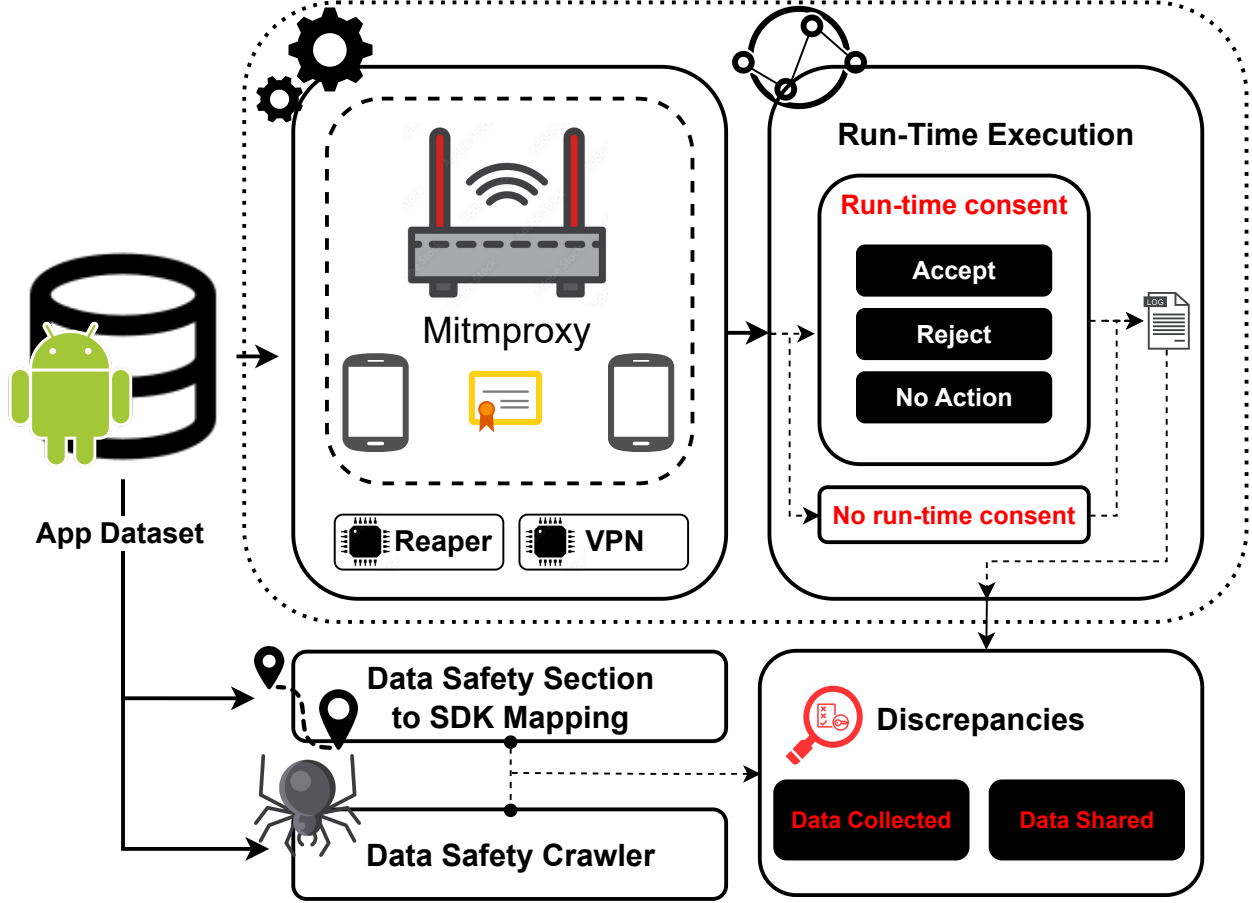 Run-Time Execution
Run-time consent
Accept
Reject
No Action
No run-time consent
LOG
Mitmproxy
Reaper
VPN
App Dataset
Data Safety Section
to SDK Mapping
Data Safety Crawler
Discrepancies
Data Collected
Data Shared